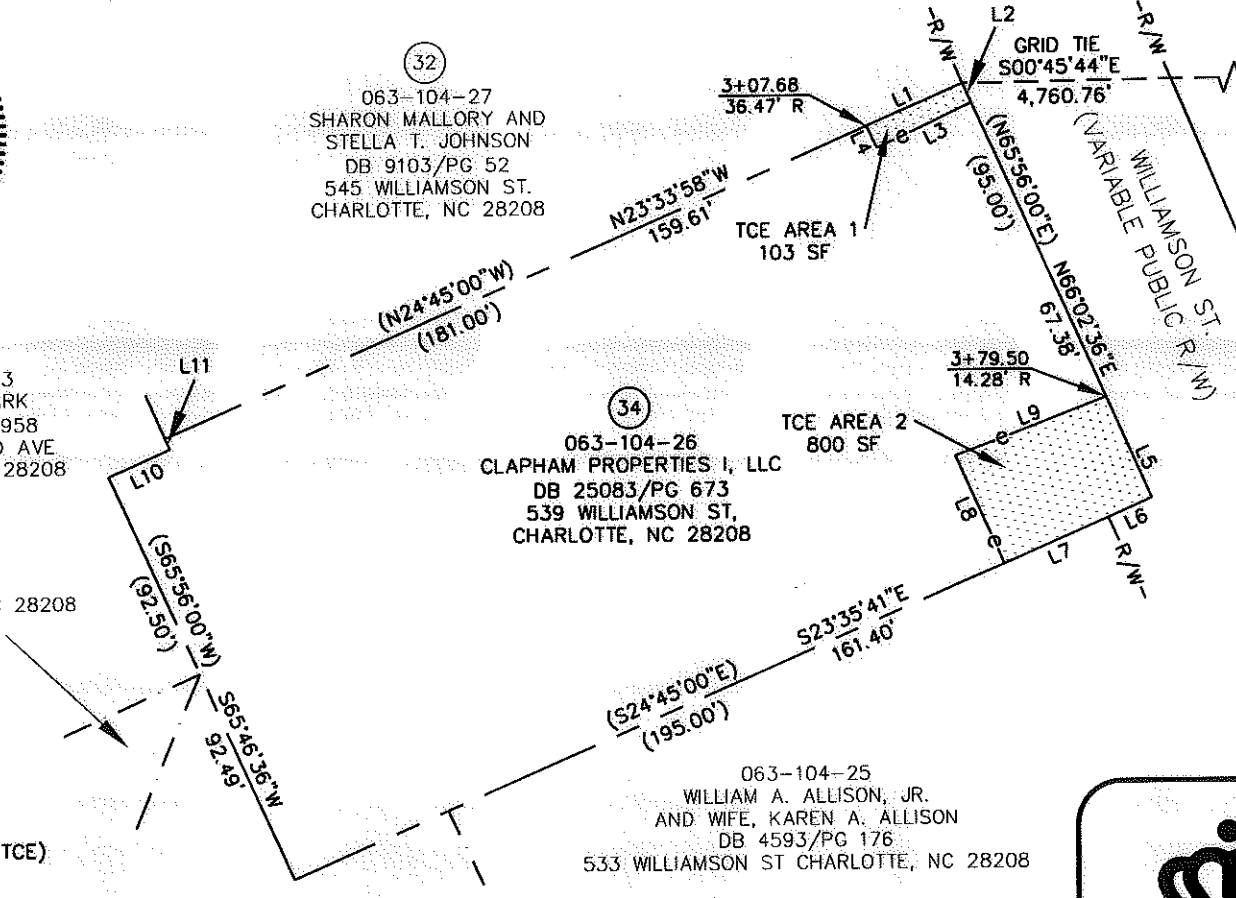 -R/W-
L2
-R/W-
GRID TIE
S00°45'44"E
4,760.76'
32
063-104-27
SHARON MALLORY AND
STELLA T. JOHNSON
DB 9103/PG 52
545 WILLIAMSON ST.
CHARLOTTE, NC 28208
3+07.68
36.47' R
L1
L4
e
L3
(N65°56'00"E)
(95.00')
(VARIABLE PUBLIC R/W)
WILLIAMSON ST.
N23°33'58"W
159.61'
TCE AREA 1
103 SF
N66°02'36"E
67.38'
(N24°45'00"W)
(181.00')
L11
3
RK
958
AVE
28208
L10
34
063-104-26
CLAPHAM PROPERTIES I, LLC
DB 25083/PG 673
539 WILLIAMSON ST,
CHARLOTTE, NC 28208
3+79.50
14.28' R
TCE AREA 2
800 SF
e
L9
L5
L8
e
L6
L7
R/W-
(S65°56'00"W)
(92.50')
28208
S23°35'41"E
161.40'
(S24°45'00"E)
(195.00')
S65°46'36"W
92.49'
063-104-25
WILLIAM A. ALLISON, JR.
AND WIFE, KAREN A. ALLISON
DB 4593/PG 176
533 WILLIAMSON ST CHARLOTTE, NC 28208
TCE)